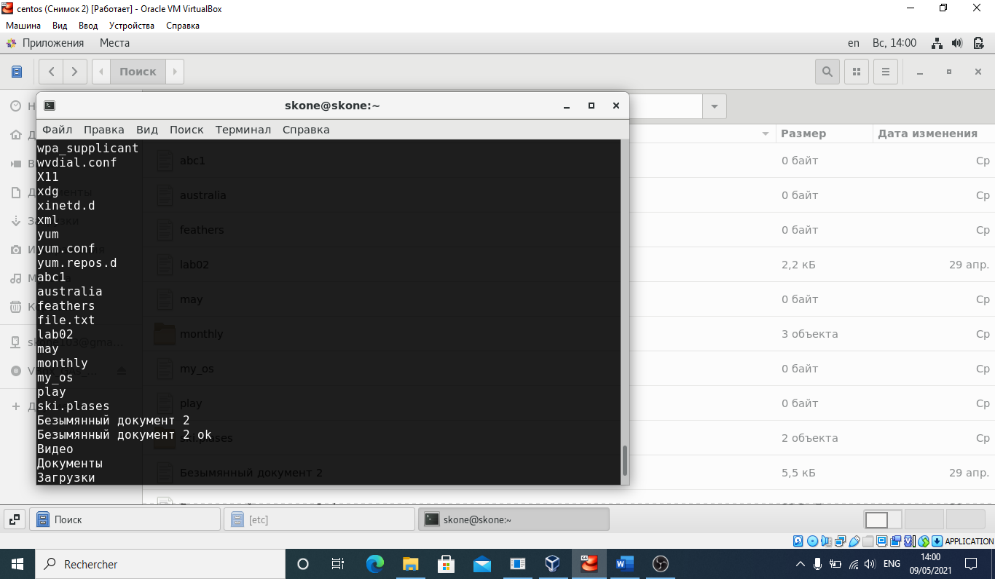 centos (Снимок 2) [Работает] - Oracle VM VirtualBox
Машина Вид Ввод Устройства Справка
Приложения Места en Вс, 14:00
Поиск
skone@skone:~
Файл Правка Вид Поиск Терминал Справка
Размер Дата изменения
wpa_supplicant
wvdial.conf
X11
xdg
xinetd.d
xml
yum
yum.conf
yum.repos.d
abc1
australia
feathers
file.txt
lab02
may
monthly
my_os
play
ski.plases
Безымянный документ 2
Безымянный документ 2 ok
Видео
Документы
Загрузки
abc1 0 байт Ср
australia 0 байт Ср
feathers 0 байт Ср
lab02 2,2 кБ 29 апр.
may 0 байт Ср
monthly 3 объекта Ср
my_os 0 байт Ср
play 0 байт Ср
2 объекта Ср
Безымянный документ 2 5,5 кБ 29 апр.
Поиск [etc] skone@skone:~
APPLICATION
Rechercher ENG 14:00
09/05/2021